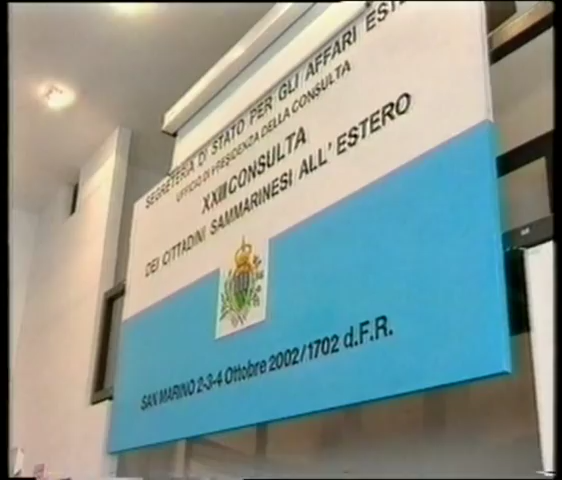 SEGRETERIA DI STATO PER GLI AFFARI
UFFICIO DI PRESIDENZA DELLA CONSULTA
XXIII CONSULTA
DEI CITTADINI SAMMARINESI ALL'ESTERO
SAN MARINO 2-3-4 Ottobre 2002/1702 d.F.R.